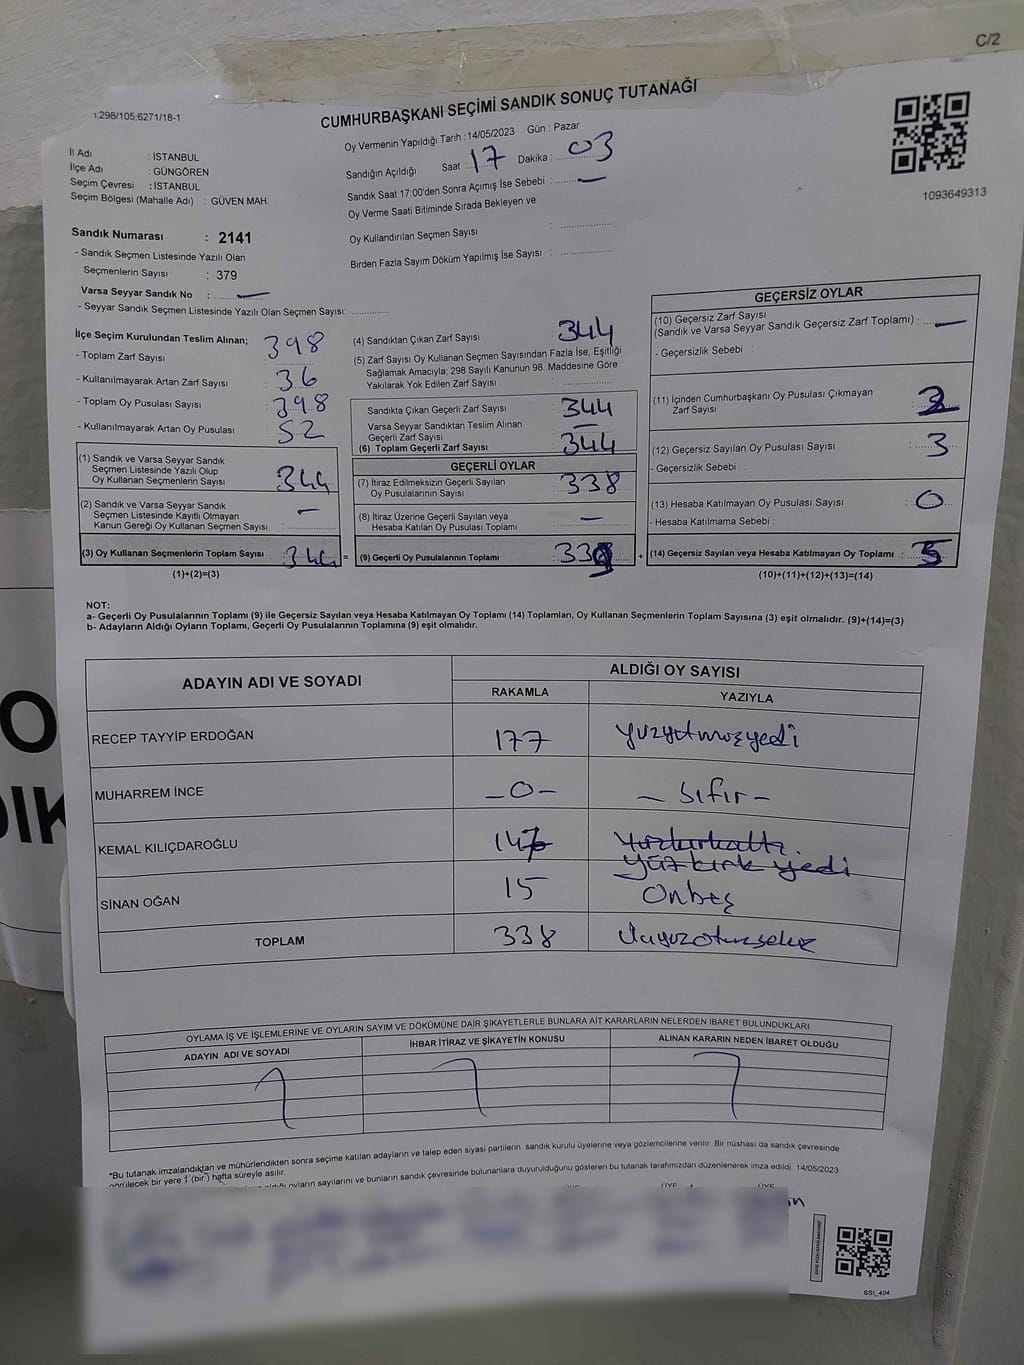 C/2
1,298/105;6271/18-1
CUMHURBAŞKANI SEÇİMİ SANDIK SONUÇ TUTANAĞI
1093649313
İl Adı : İSTANBUL
İlçe Adı : GÜNGÖREN
Seçim Çevresi : İSTANBUL
Seçim Bölgesi (Mahalle Adı) : GÜVEN MAH.
Sandık Numarası : 2141
- Sandık Seçmen Listesinde Yazılı Olan
Seçmenlerin Sayısı : 379
Varsa Seyyar Sandık No : —
- Seyyar Sandık Seçmen Listesinde Yazılı Olan Seçmen Sayısı:
Oy Vermenin Yapıldığı Tarih : 14/05/2023 Gün : Pazar
Sandığın Açıldığı Saat : 17 Dakika : 03
Sandık Saat 17:00'den Sonra Açımış İse Sebebi : —
Oy Verme Saati Bitiminde Sırada Bekleyen ve
Oy Kullandırılan Seçmen Sayısı :
Birden Fazla Sayım Döküm Yapılmış İse Sayısı :
İlçe Seçim Kurulundan Teslim Alınan;
- Toplam Zarf Sayısı : 398
- Kullanılmayarak Artan Zarf Sayısı : 36
- Toplam Oy Pusulası Sayısı : 398
- Kullanılmayarak Artan Oy Pusulası : 52
(1) Sandık ve Varsa Seyyar Sandık
Seçmen Listesinde Yazılı Olup
Oy Kullanan Seçmenlerin Sayısı : 344
(2) Sandık ve Varsa Seyyar Sandık
Seçmen Listesinde Kayıtlı Olmayan
Kanun Gereği Oy Kullanan Seçmen Sayısı : —
(3) Oy Kullanan Seçmenlerin Toplam Sayısı : 344 =
(1)+(2)=(3)
(4) Sandıktan Çıkan Zarf Sayısı : 344
(5) Zarf Sayısı Oy Kullanan Seçmen Sayısından Fazla İse, Eşitliği
Sağlamak Amacıyla, 298 Sayılı Kanunun 98. Maddesine Göre
Yakılarak Yok Edilen Zarf Sayısı :
Sandıkta Çıkan Geçerli Zarf Sayısı : 344
Varsa Seyyar Sandıktan Teslim Alınan
Geçerli Zarf Sayısı : —
(6) Toplam Geçerli Zarf Sayısı : 344
GEÇERLİ OYLAR
(7) İtiraz Edilmeksizin Geçerli Sayılan
Oy Pusulalarının Sayısı : 338
(8) İtiraz Üzerine Geçerli Sayılan veya
Hesaba Katılan Oy Pusulası Toplamı : —
(9) Geçerli Oy Pusulalarının Toplamı : 339 +
GEÇERSİZ OYLAR
(10) Geçersiz Zarf Sayısı
(Sandık ve Varsa Seyyar Sandık Geçersiz Zarf Toplamı) : —
- Geçersizlik Sebebi :
(11) İçinden Cumhurbaşkanı Oy Pusulası Çıkmayan
Zarf Sayısı : 2
(12) Geçersiz Sayılan Oy Pusulası Sayısı : 3
- Geçersizlik Sebebi :
(13) Hesaba Katılmayan Oy Pusulası Sayısı : 0
- Hesaba Katılmama Sebebi :
(14) Geçersiz Sayılan veya Hesaba Katılmayan Oy Toplamı : 5
(10)+(11)+(12)+(13)=(14)
NOT:
a- Geçerli Oy Pusulalarının Toplamı (9) ile Geçersiz Sayılan veya Hesaba Katılmayan Oy Toplamı (14) Toplamları, Oy Kullanan Seçmenlerin Toplam Sayısına (3) eşit olmalıdır. (9)+(14)=(3)
b- Adayların Aldığı Oyların Toplamı, Geçerli Oy Pusulalarının Toplamına (9) eşit olmalıdır.
ADAYIN ADI VE SOYADI ALDIĞI OY SAYISI
RAKAMLA YAZIYLA
RECEP TAYYİP ERDOĞAN 177 yüzyetmişyedi
MUHARREM İNCE -0- - sıfır -
KEMAL KILIÇDAROĞLU 147 yüzkırkaltı.
yüzkırk yedi
SİNAN OĞAN 15 Onbeş
TOPLAM 338 üçyüzotuzsekiz
OYLAMA İŞ VE İŞLEMLERİNE VE OYLARIN SAYIM VE DÖKÜMÜNE DAİR ŞİKAYETLERLE BUNLARA AİT KARARLARIN NELERDEN İBARET BULUNDUKLARI
ADAYIN ADI VE SOYADI İHBAR İTİRAZ VE ŞİKAYETİN KONUSU ALINAN KARARIN NEDEN İBARET OLDUĞU
*Bu tutanak imzalandıktan ve mühürlendikten sonra seçime katılan adayların ve talep eden siyasi partilerin sandık kurulu üyelerine veya gözlemcilerine verilir. Bir nüshası da sandık çevresinde
görülecek bir yere 1 (bir) hafta süreyle asılır.
oyların sayılarını ve bunların sandık çevresinde bulunanlara duyurulduğunu gösteren bu tutanak tarafımızdan düzenlenerek imza edildi. 14/05/2023
ÜYE ÜYE ÜYE
SSİ_404